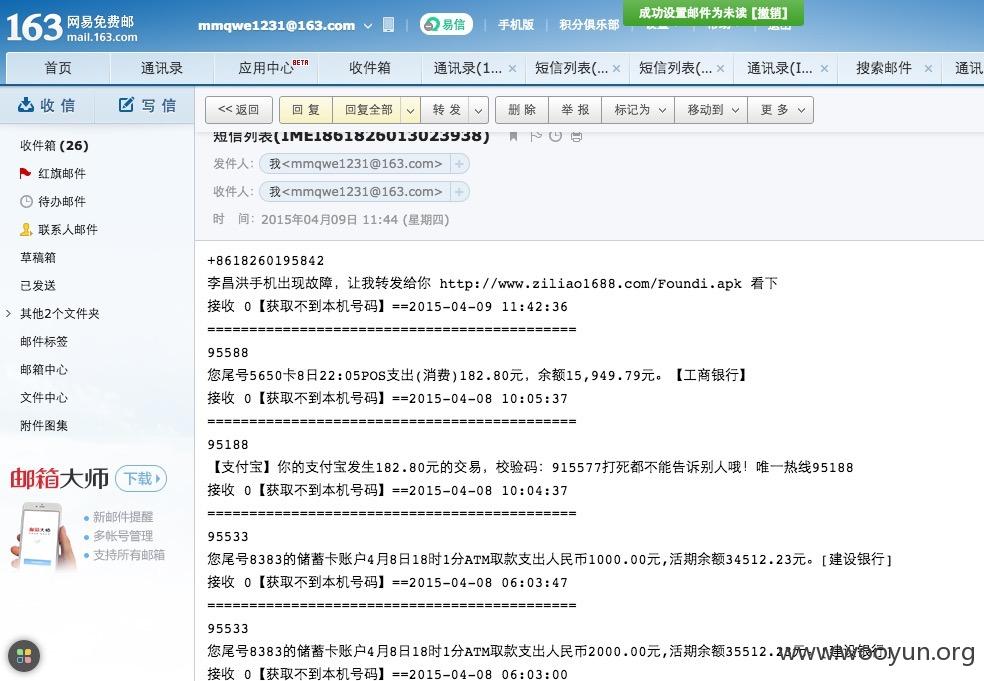 163 网易免费邮
mail.163.com
mmqwe1231@163.com
易信
手机版
积分俱乐部
成功设置邮件为未读 [撤销]
首页
通讯录
应用中心 BETA
收件箱
通讯录(1... ×
短信列表(... ×
短信列表(... ×
通讯录(I... ×
搜索邮件 ×
通讯
收 信
写 信
<< 返回
回 复
回复全部
转 发
删 除
举 报
标记为
移动到
更 多
收件箱 (26)
红旗邮件
待办邮件
联系人邮件
草稿箱
已发送
其他2个文件夹
邮件标签
邮箱中心
文件中心
附件图集
邮箱大师 下载
新邮件提醒
多帐号管理
支持所有邮箱
短信列表(IMEI861826013023938)
发件人: 我<mmqwe1231@163.com> +
收件人: 我<mmqwe1231@163.com> +
时 间: 2015年04月09日 11:44 (星期四)
+8618260195842
李昌洪手机出现故障，让我转发给你 http://www.ziliao1688.com/Foundi.apk 看下
接收 0【获取不到本机号码】==2015-04-09 11:42:36
============================================
95588
您尾号5650卡8日22:05POS支出(消费)182.80元，余额15,949.79元。【工商银行】
接收 0【获取不到本机号码】==2015-04-08 10:05:37
============================================
95188
【支付宝】你的支付宝发生182.80元的交易，校验码：915577打死都不能告诉别人哦！唯一热线95188
接收 0【获取不到本机号码】==2015-04-08 10:04:37
============================================
95533
您尾号8383的储蓄卡账户4月8日18时1分ATM取款支出人民币1000.00元,活期余额34512.23元。[建设银行]
接收 0【获取不到本机号码】==2015-04-08 06:03:47
============================================
95533
您尾号8383的储蓄卡账户4月8日18时1分ATM取款支出人民币2000.00元,活期余额35512.23元。[建设银行]
接收 0【获取不到本机号码】==2015-04-08 06:03:00
www.wooyun.org